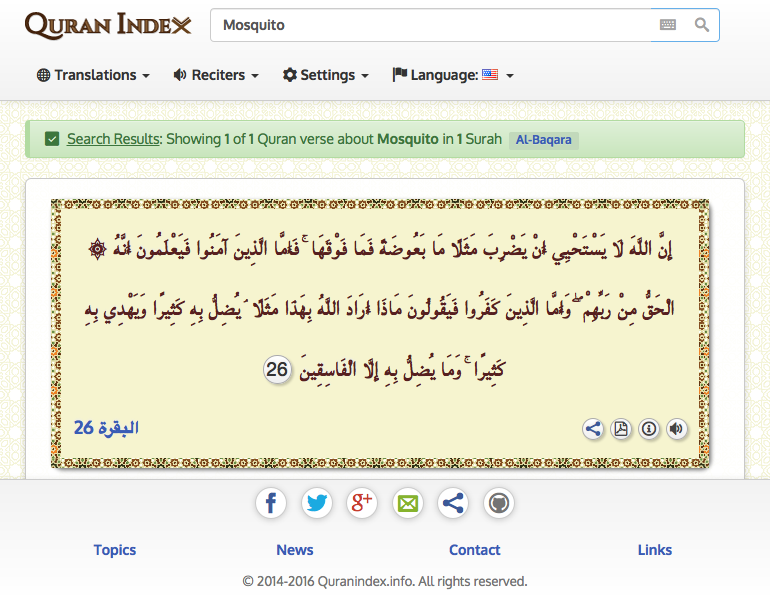 QURAN INDEX
Mosquito
Translations
Reciters
Settings
Language:
Search Results: Showing 1 of 1 Quran verse about Mosquito in 1 Surah Al-Baqara
۞ إِنَّ اللَّهَ لَا يَسْتَحْيِي أَنْ يَضْرِبَ مَثَلًا مَا بَعُوضَةً فَمَا فَوْقَهَا ۚ فَأَمَّا الَّذِينَ آمَنُوا فَيَعْلَمُونَ أَنَّهُ
الْحَقُّ مِنْ رَبِّهِمْ ۖ وَأَمَّا الَّذِينَ كَفَرُوا فَيَقُولُونَ مَاذَا أَرَادَ اللَّهُ بِهَٰذَا مَثَلًا ۘ يُضِلُّ بِهِ كَثِيرًا وَيَهْدِي بِهِ
كَثِيرًا ۚ وَمَا يُضِلُّ بِهِ إِلَّا الْفَاسِقِينَ 26
البقرة 26
Topics
News
Contact
Links
© 2014-2016 Quranindex.info. All rights reserved.